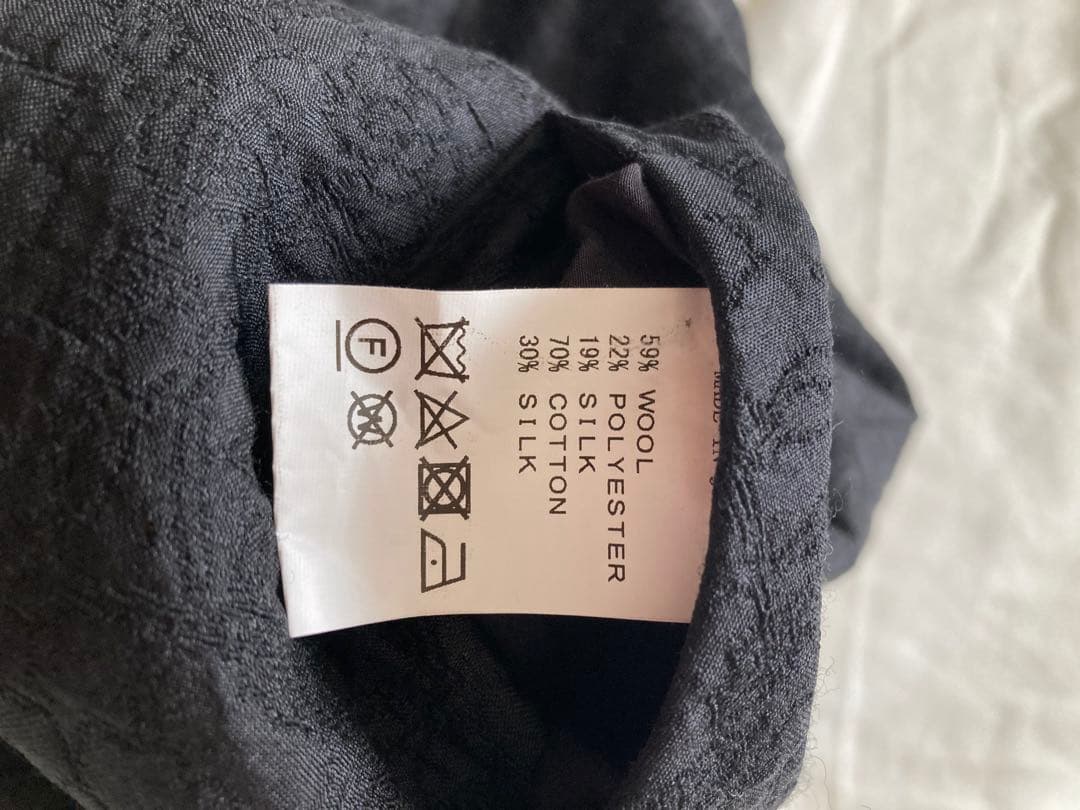 59% WOOL
22% POLYESTER
19% SILK
70% COTTON
30% SILK
F
W